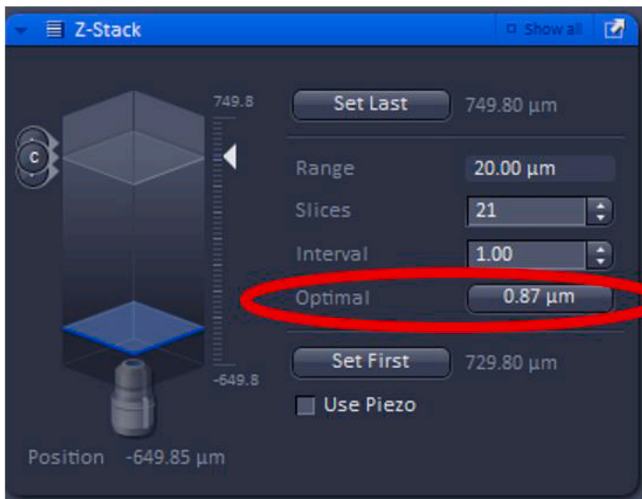 Z-Stack Show all
749.8
Set Last 749.80 µm
C
Range 20.00 µm
Slices 21
Interval 1.00
Optimal 0.87 µm
Set First 729.80 µm
-649.8
Use Piezo
Position -649.85 µm